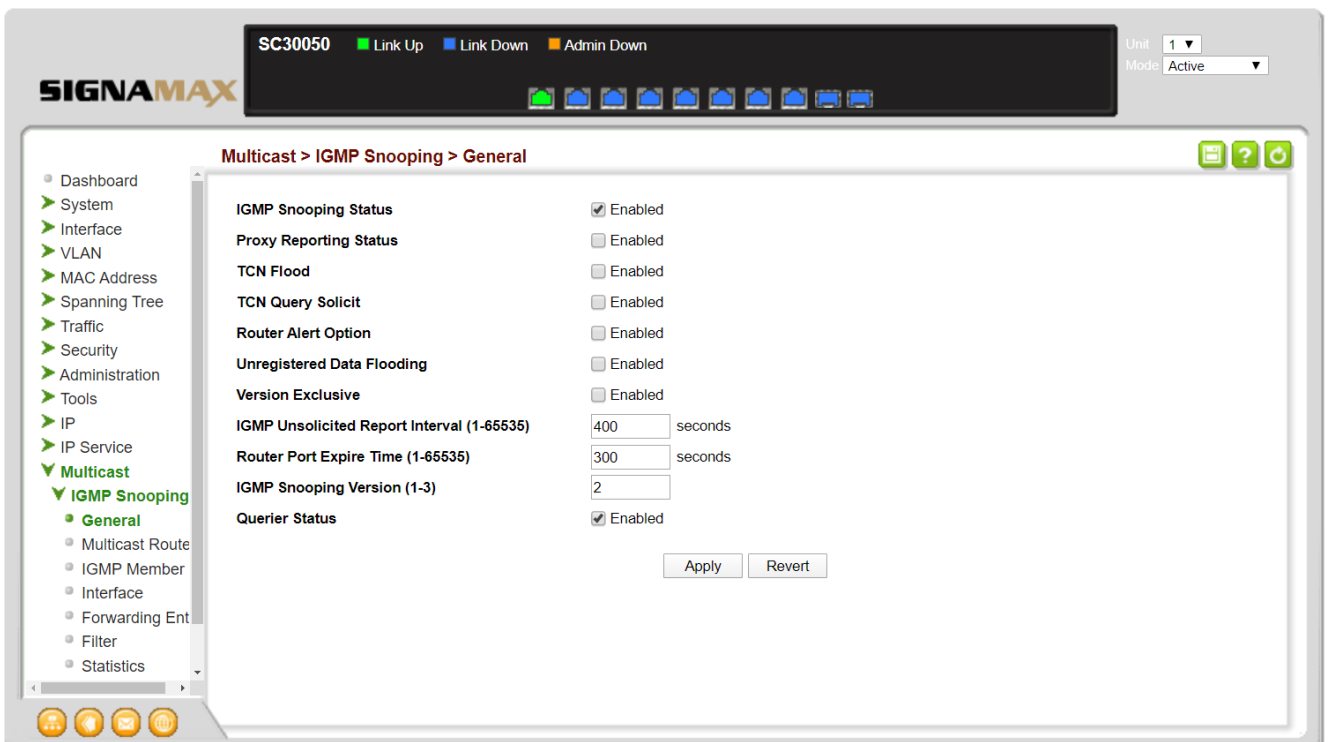 SC30050 Link Up Link Down Admin Down
Unit 1
Mode Active
SIGNAMAX
Multicast > IGMP Snooping > General
?
Dashboard
System
Interface
VLAN
MAC Address
Spanning Tree
Traffic
Security
Administration
Tools
IP
IP Service
Multicast
IGMP Snooping
General
Multicast Route
IGMP Member
Interface
Forwarding Ent
Filter
Statistics
IGMP Snooping Status Enabled
Proxy Reporting Status Enabled
TCN Flood Enabled
TCN Query Solicit Enabled
Router Alert Option Enabled
Unregistered Data Flooding Enabled
Version Exclusive Enabled
IGMP Unsolicited Report Interval (1-65535) 400 seconds
Router Port Expire Time (1-65535) 300 seconds
IGMP Snooping Version (1-3) 2
Querier Status Enabled
Apply Revert